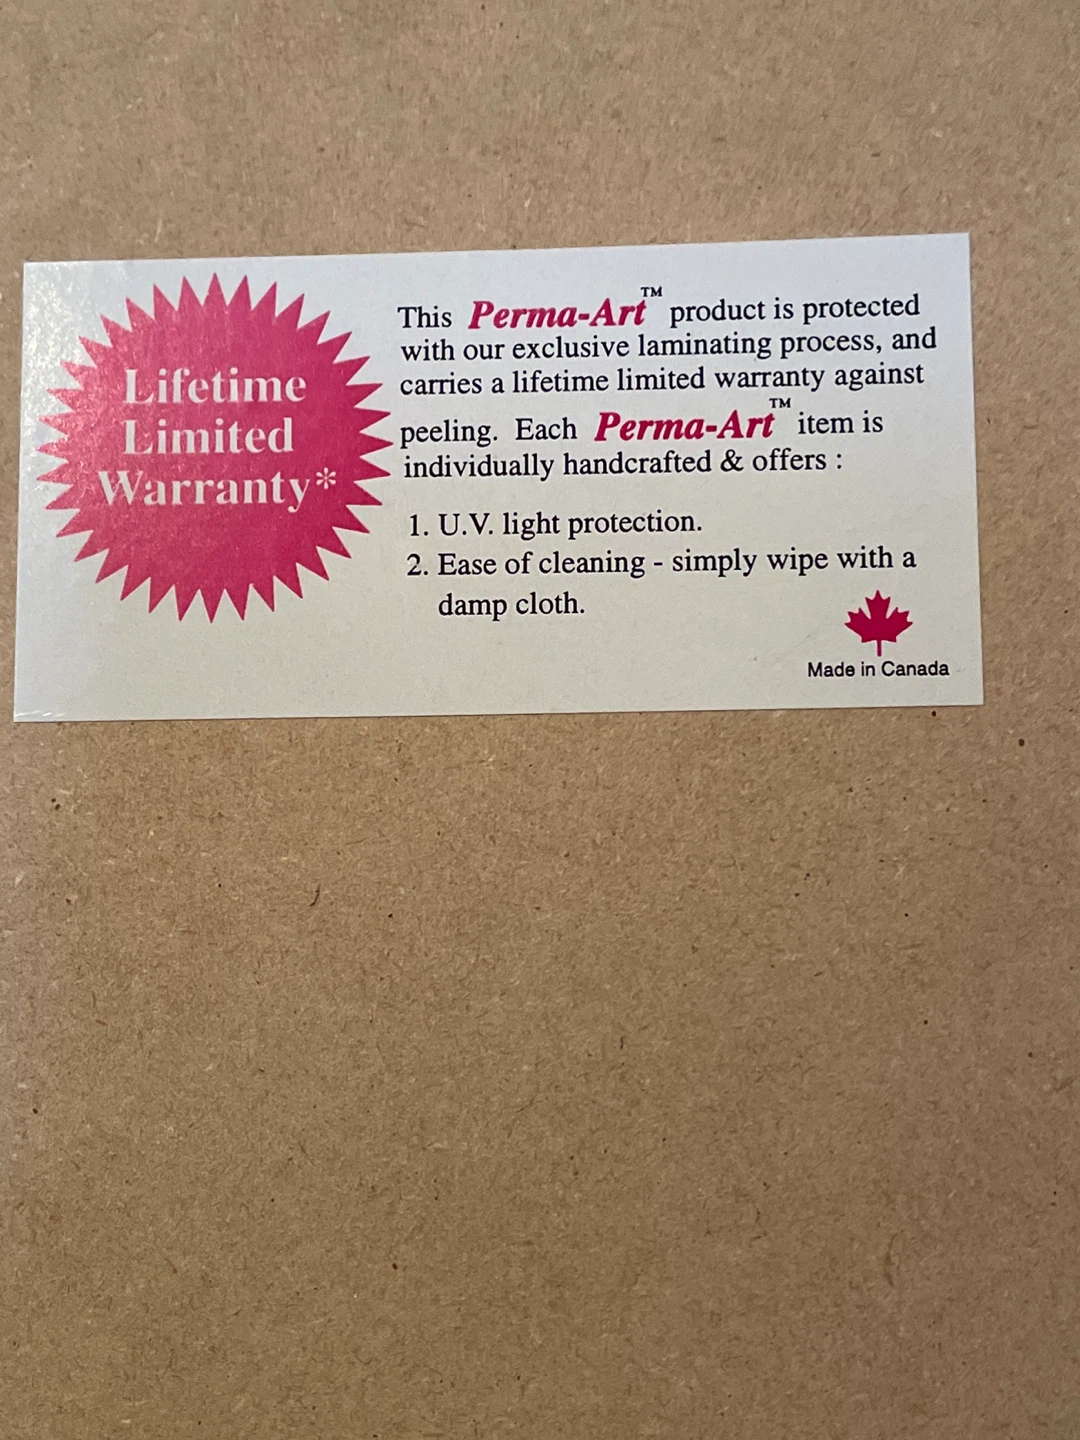 Lifetime
Limited
Warranty*
This Perma-Art™ product is protected
with our exclusive laminating process, and
carries a lifetime limited warranty against
peeling. Each Perma-Art™ item is
individually handcrafted & offers :
1. U.V. light protection.
2. Ease of cleaning - simply wipe with a
damp cloth.
Made in Canada